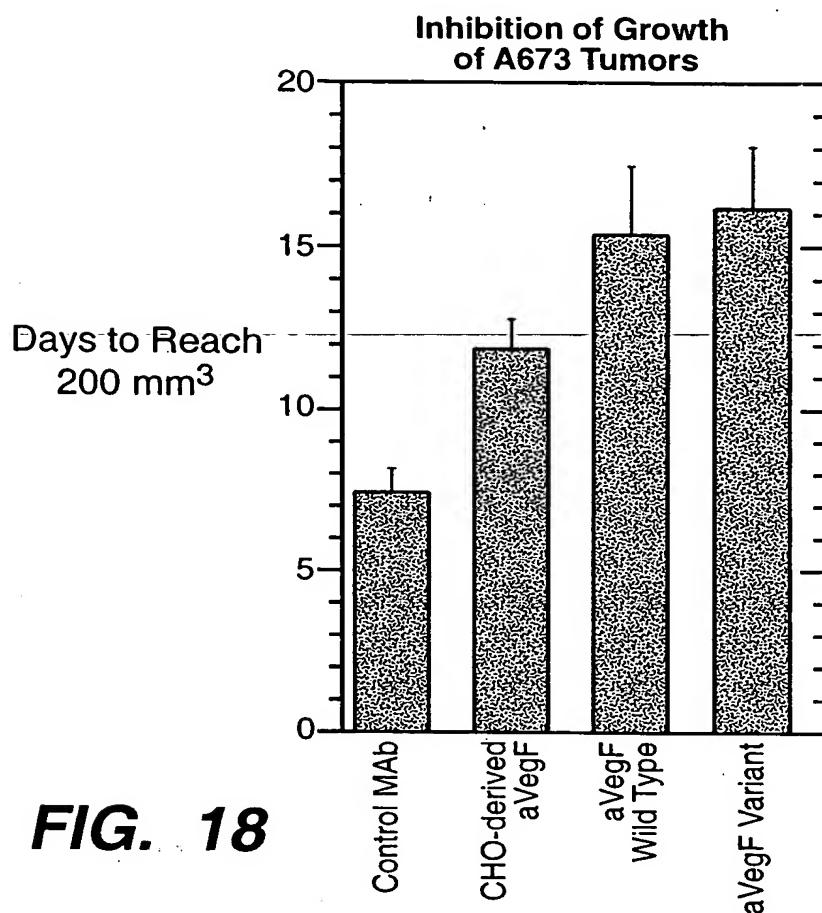 Inhibition of Growth
of A673 Tumors
20
15
10
5
0
Days to Reach
200 mm³
Control MAb
CHO-derived
aVegF
aVegF
Wild Type
aVegF Variant
FIG. 18